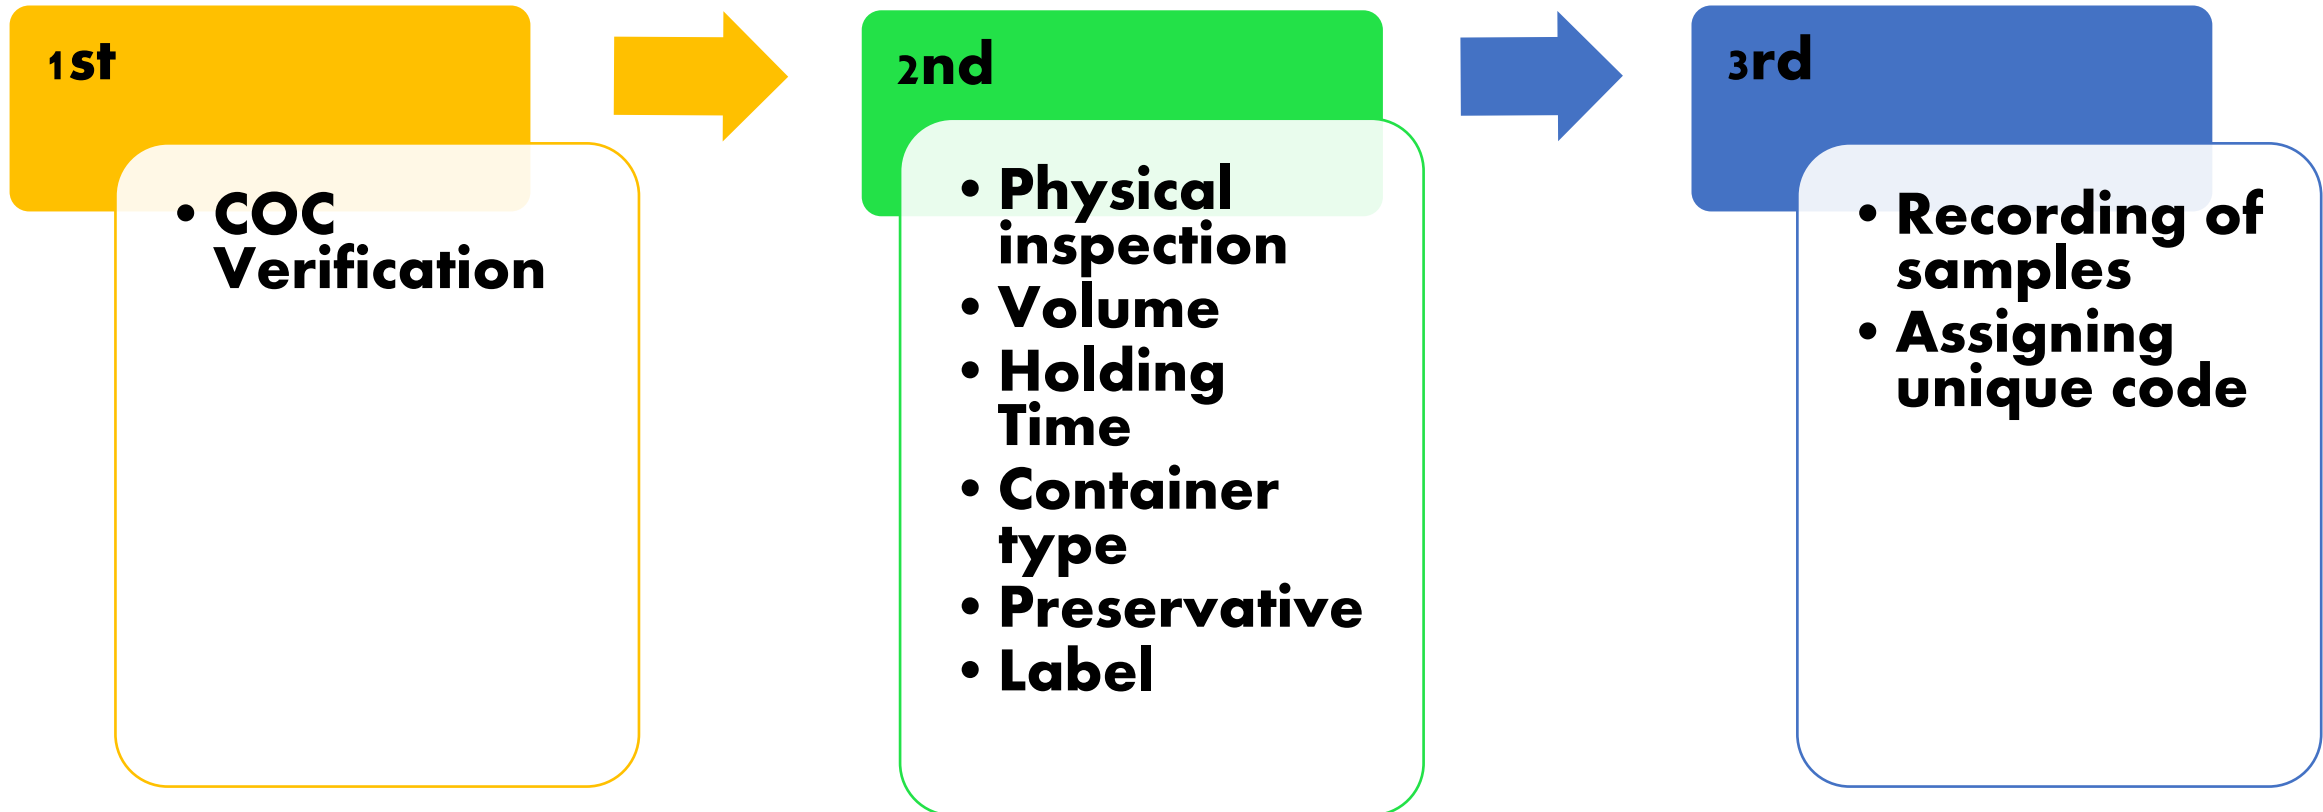 1st
• COC
Verification
2nd
• Physical
inspection
• Volume
• Holding
Time
• Container
type
• Preservative
• Label
3rd
• Recording of
samples
• Assigning
unique code